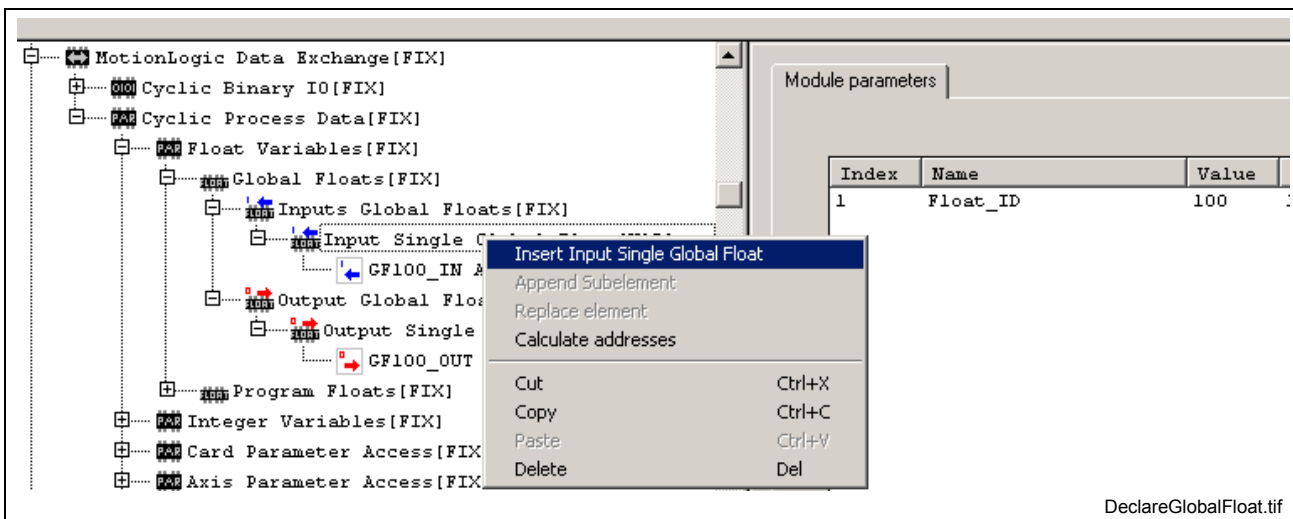 MotionLogic Data Exchange[FIX]
Cyclic Binary IO[FIX]
Cyclic Process Data[FIX]
Float Variables[FIX]
Global Floats[FIX]
Inputs Global Floats[FIX]
Input Single
GF100_IN A
Output Global Floa
Output Single
GF100_OUT
Program Floats[FIX]
Integer Variables[FIX]
Card Parameter Access[FIX
Axis Parameter Access[FIX
Insert Input Single Global Float
Append Subelement
Replace element
Calculate addresses
Cut Ctrl+X
Copy Ctrl+C
Paste Ctrl+V
Delete Del
Module parameters
Index Name Value
1 Float_ID 100
DeclareGlobalFloat.tif